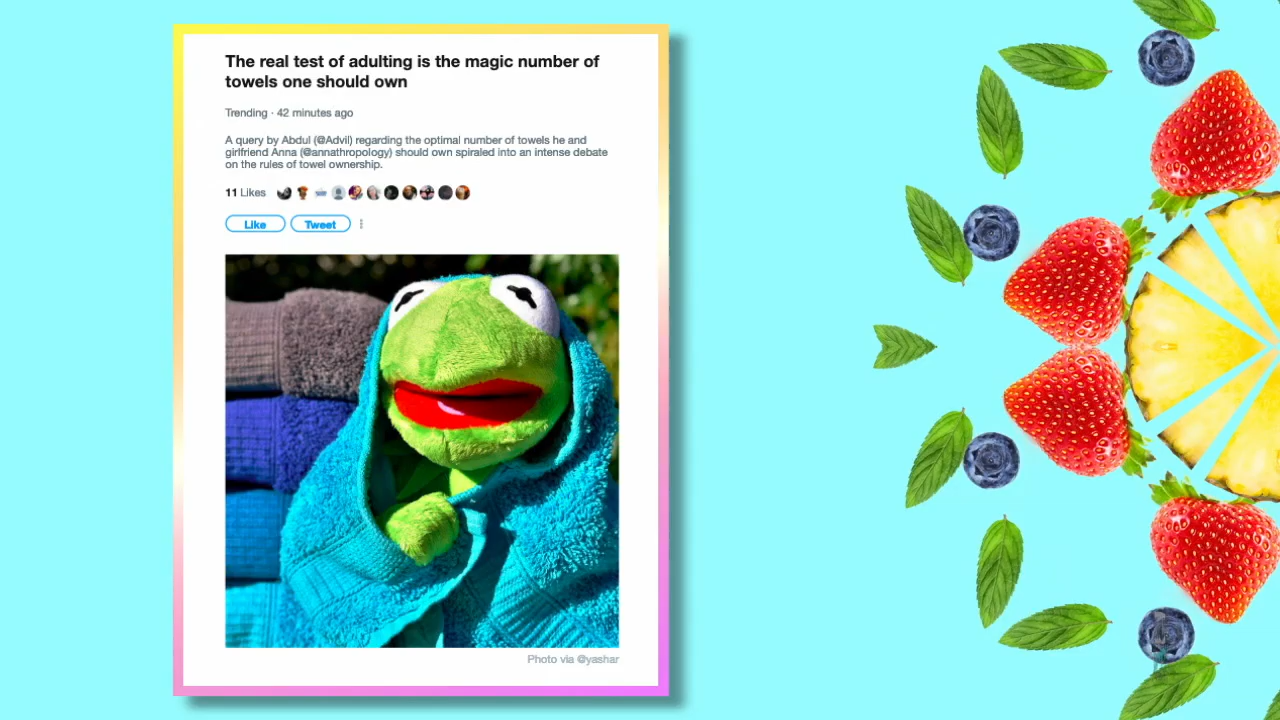 The real test of adulting is the magic number of
towels one should own
Trending · 42 minutes ago
A query by Abdul (@Advil) regarding the optimal number of towels he and
girlfriend Anna (@annathropology) should own spiraled into an intense debate
on the rules of towel ownership.
11 Likes
Like Tweet
Photo via @yashar